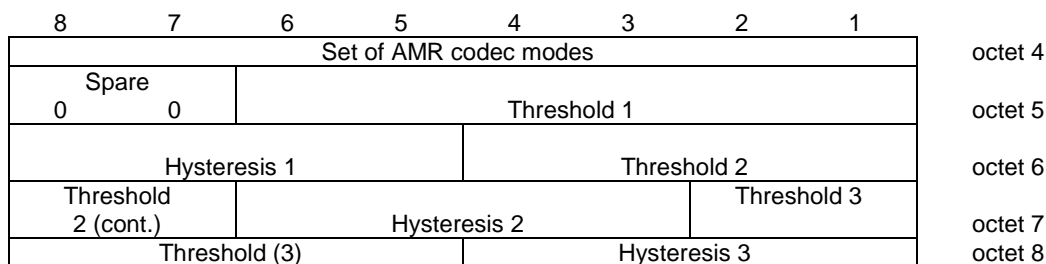 8 7 6 5 4 3 2 1
Set of AMR codec modes octet 4
Spare
0 0 Threshold 1 octet 5
Hysteresis 1 Threshold 2 octet 6
Threshold Threshold 3
2 (cont.) Hysteresis 2 octet 7
Threshold (3) Hysteresis 3 octet 8